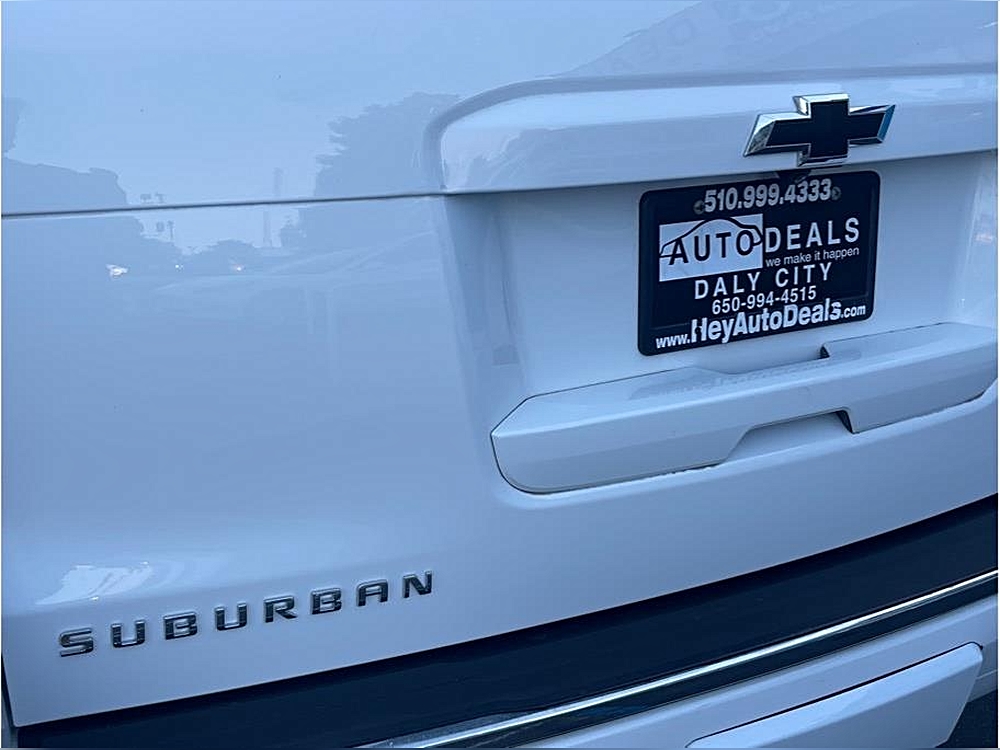 510.999.4333
AUTO DEALS
we make it happen
DALY CITY
650-994-4515
www.HeyAutoDeals.com
SUBURBAN